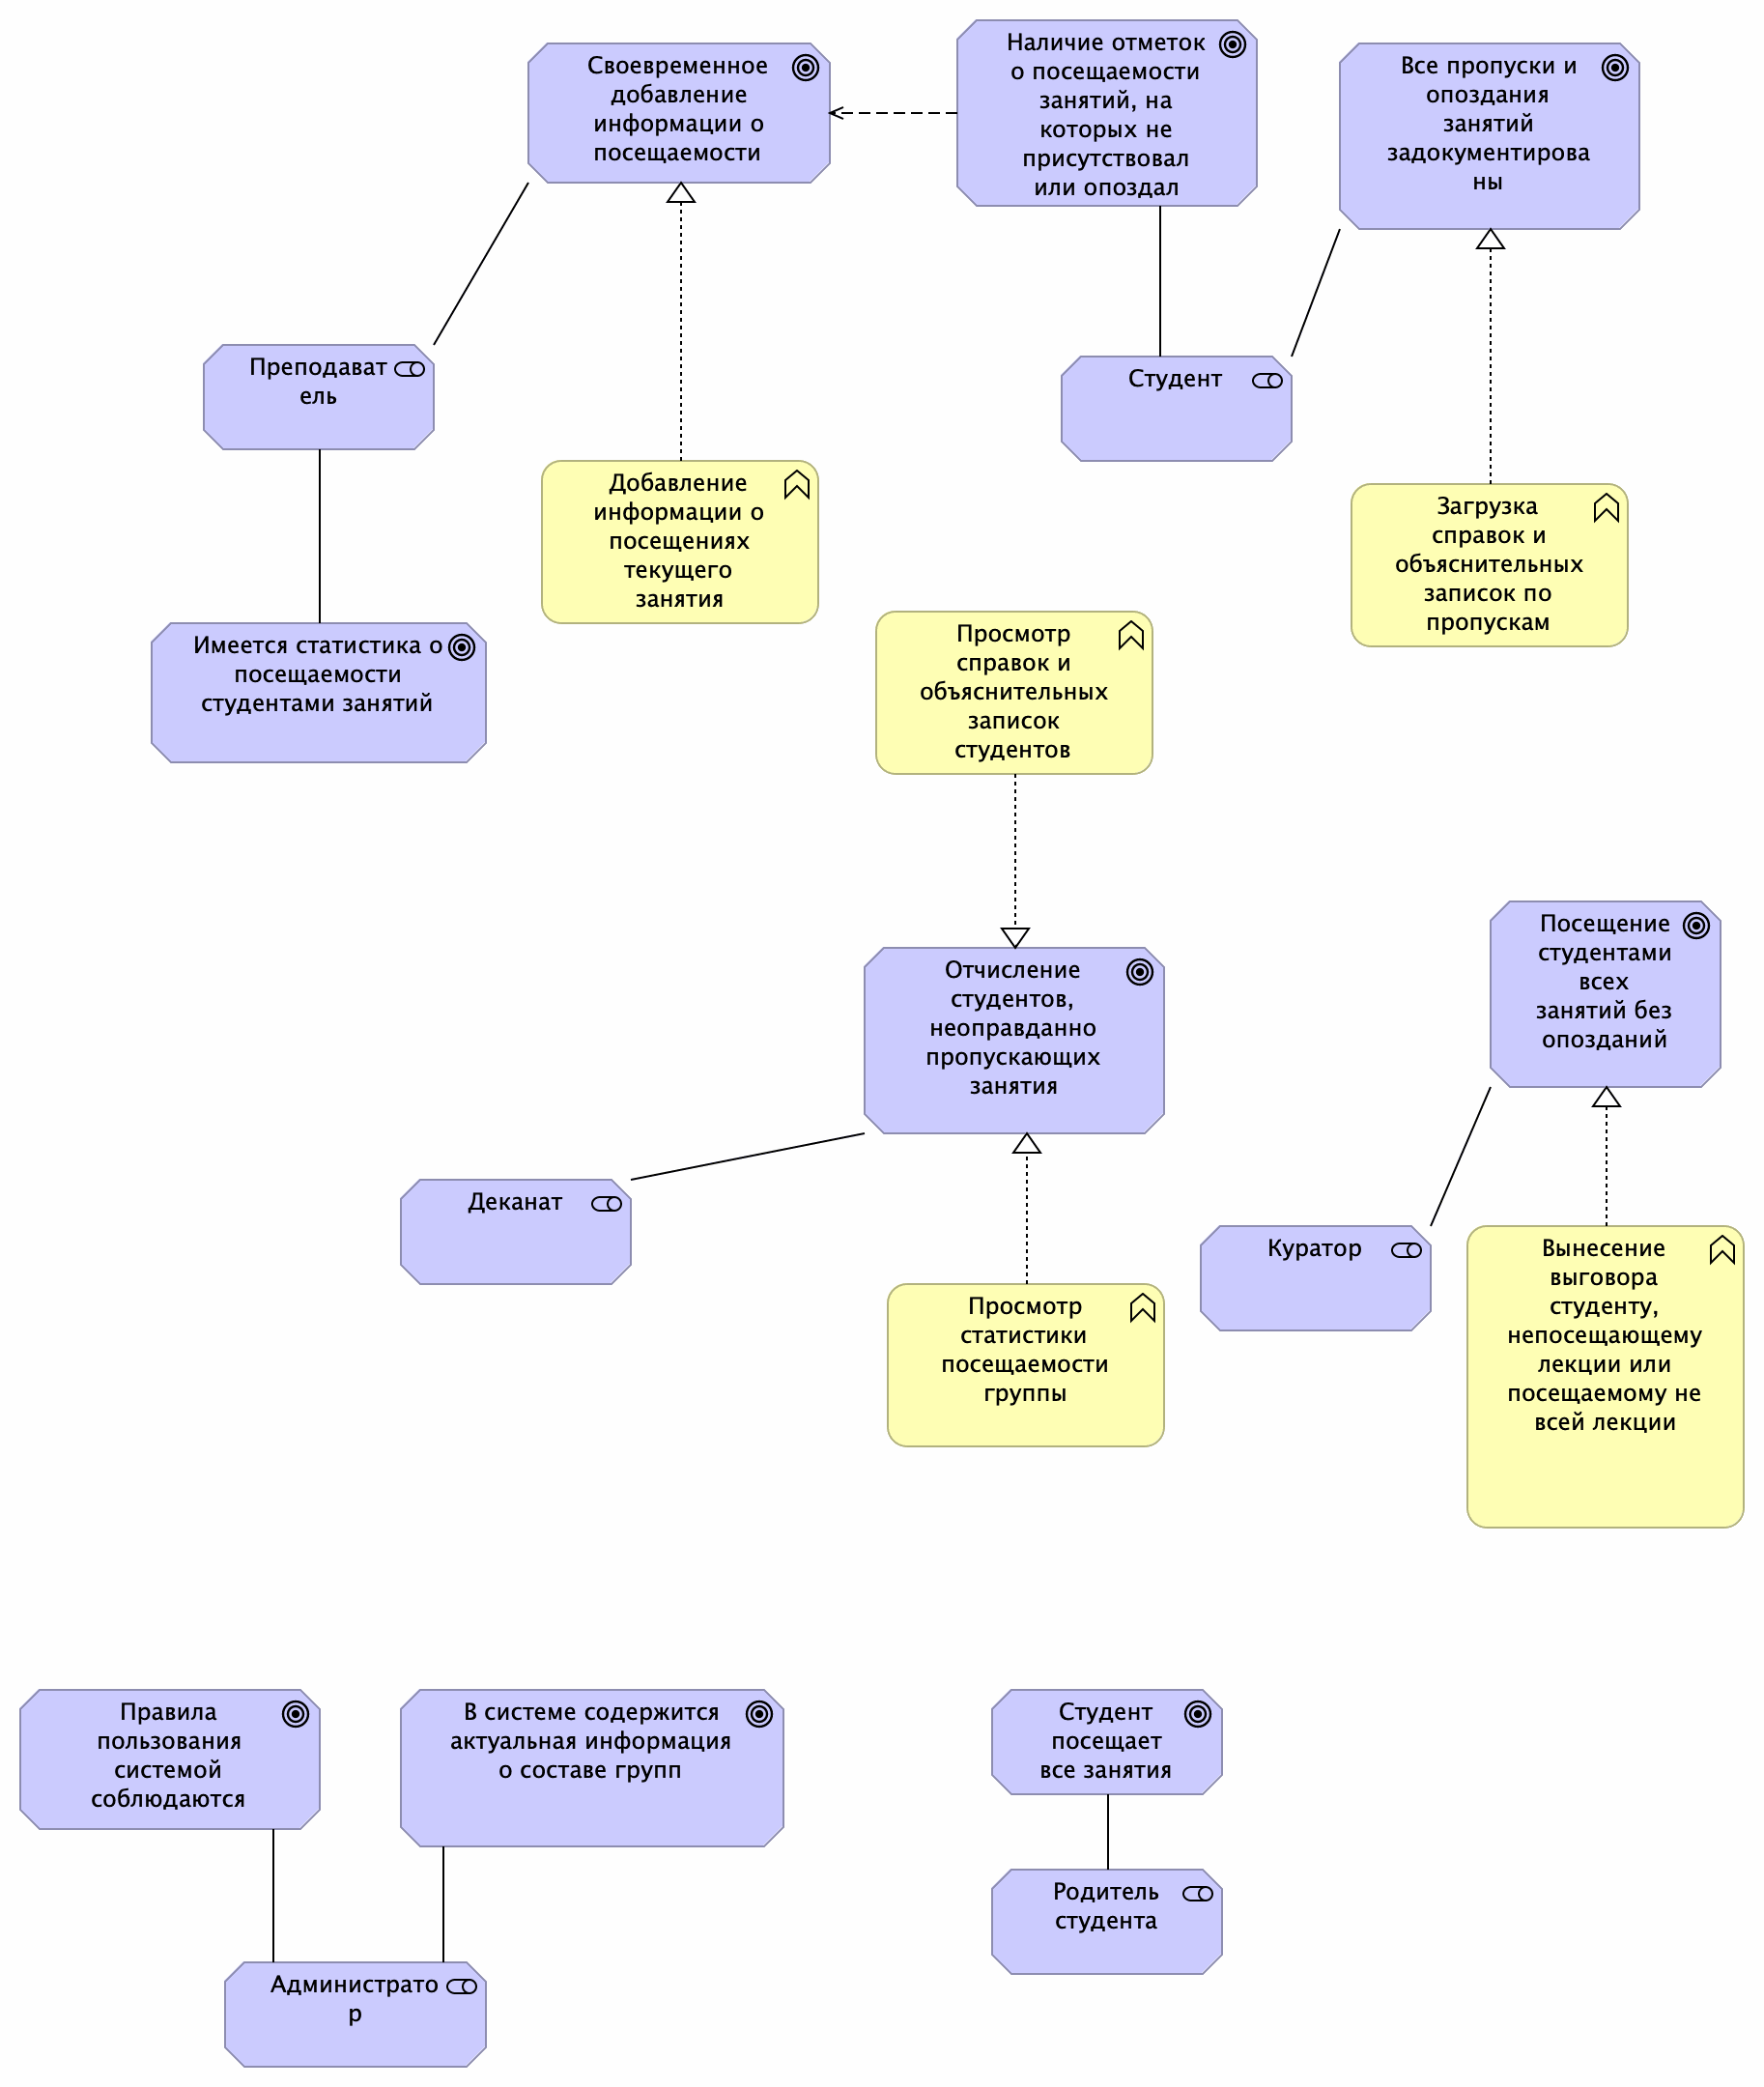 Своевременное
добавление
информации о
посещаемости
Наличие отметок
о посещаемости
занятий, на
которых не
присутствовал
или опоздал
Все пропуски и
опоздания
занятий
задокументирова
ны
Преподават
ель
Студент
Добавление
информации о
посещениях
текущего
занятия
Загрузка
справок и
объяснительных
записок по
пропускам
Имеется статистика о
посещаемости
студентами занятий
Просмотр
справок и
объяснительных
записок
студентов
Отчисление
студентов,
неоправданно
пропускающих
занятия
Посещение
студентами
всех
занятий без
опозданий
Деканат
Куратор
Просмотр
статистики
посещаемости
группы
Вынесение
выговора
студенту,
непосещающему
лекции или
посещаемому не
всей лекции
Правила
пользования
системой
соблюдаются
В системе содержится
актуальная информация
о составе групп
Студент
посещает
все занятия
Родитель
студента
Администрато
р